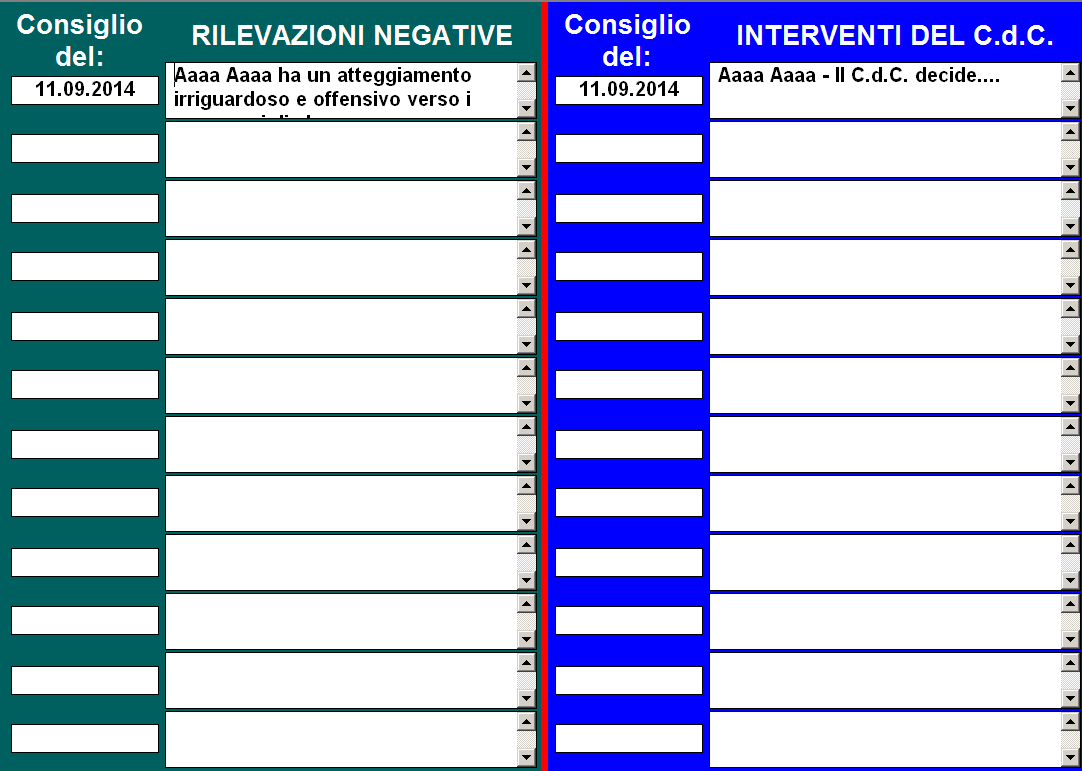 Consiglio
del:
RILEVAZIONI NEGATIVE
11.09.2014
Aaaa Aaaa ha un atteggiamento
irriguardoso e offensivo verso i
Consiglio
del:
INTERVENTI DEL C.d.C.
11.09.2014
Aaaa Aaaa - Il C.d.C. decide....